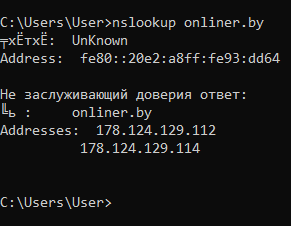 C:\Users\User>nslookup onliner.by
╤хЁтхЁ:  UnKnown
Address:  fe80::20e2:a8ff:fe93:dd64
Не заслуживающий доверия ответ:
╚ь :     onliner.by
Addresses:  178.124.129.112
178.124.129.114
C:\Users\User>